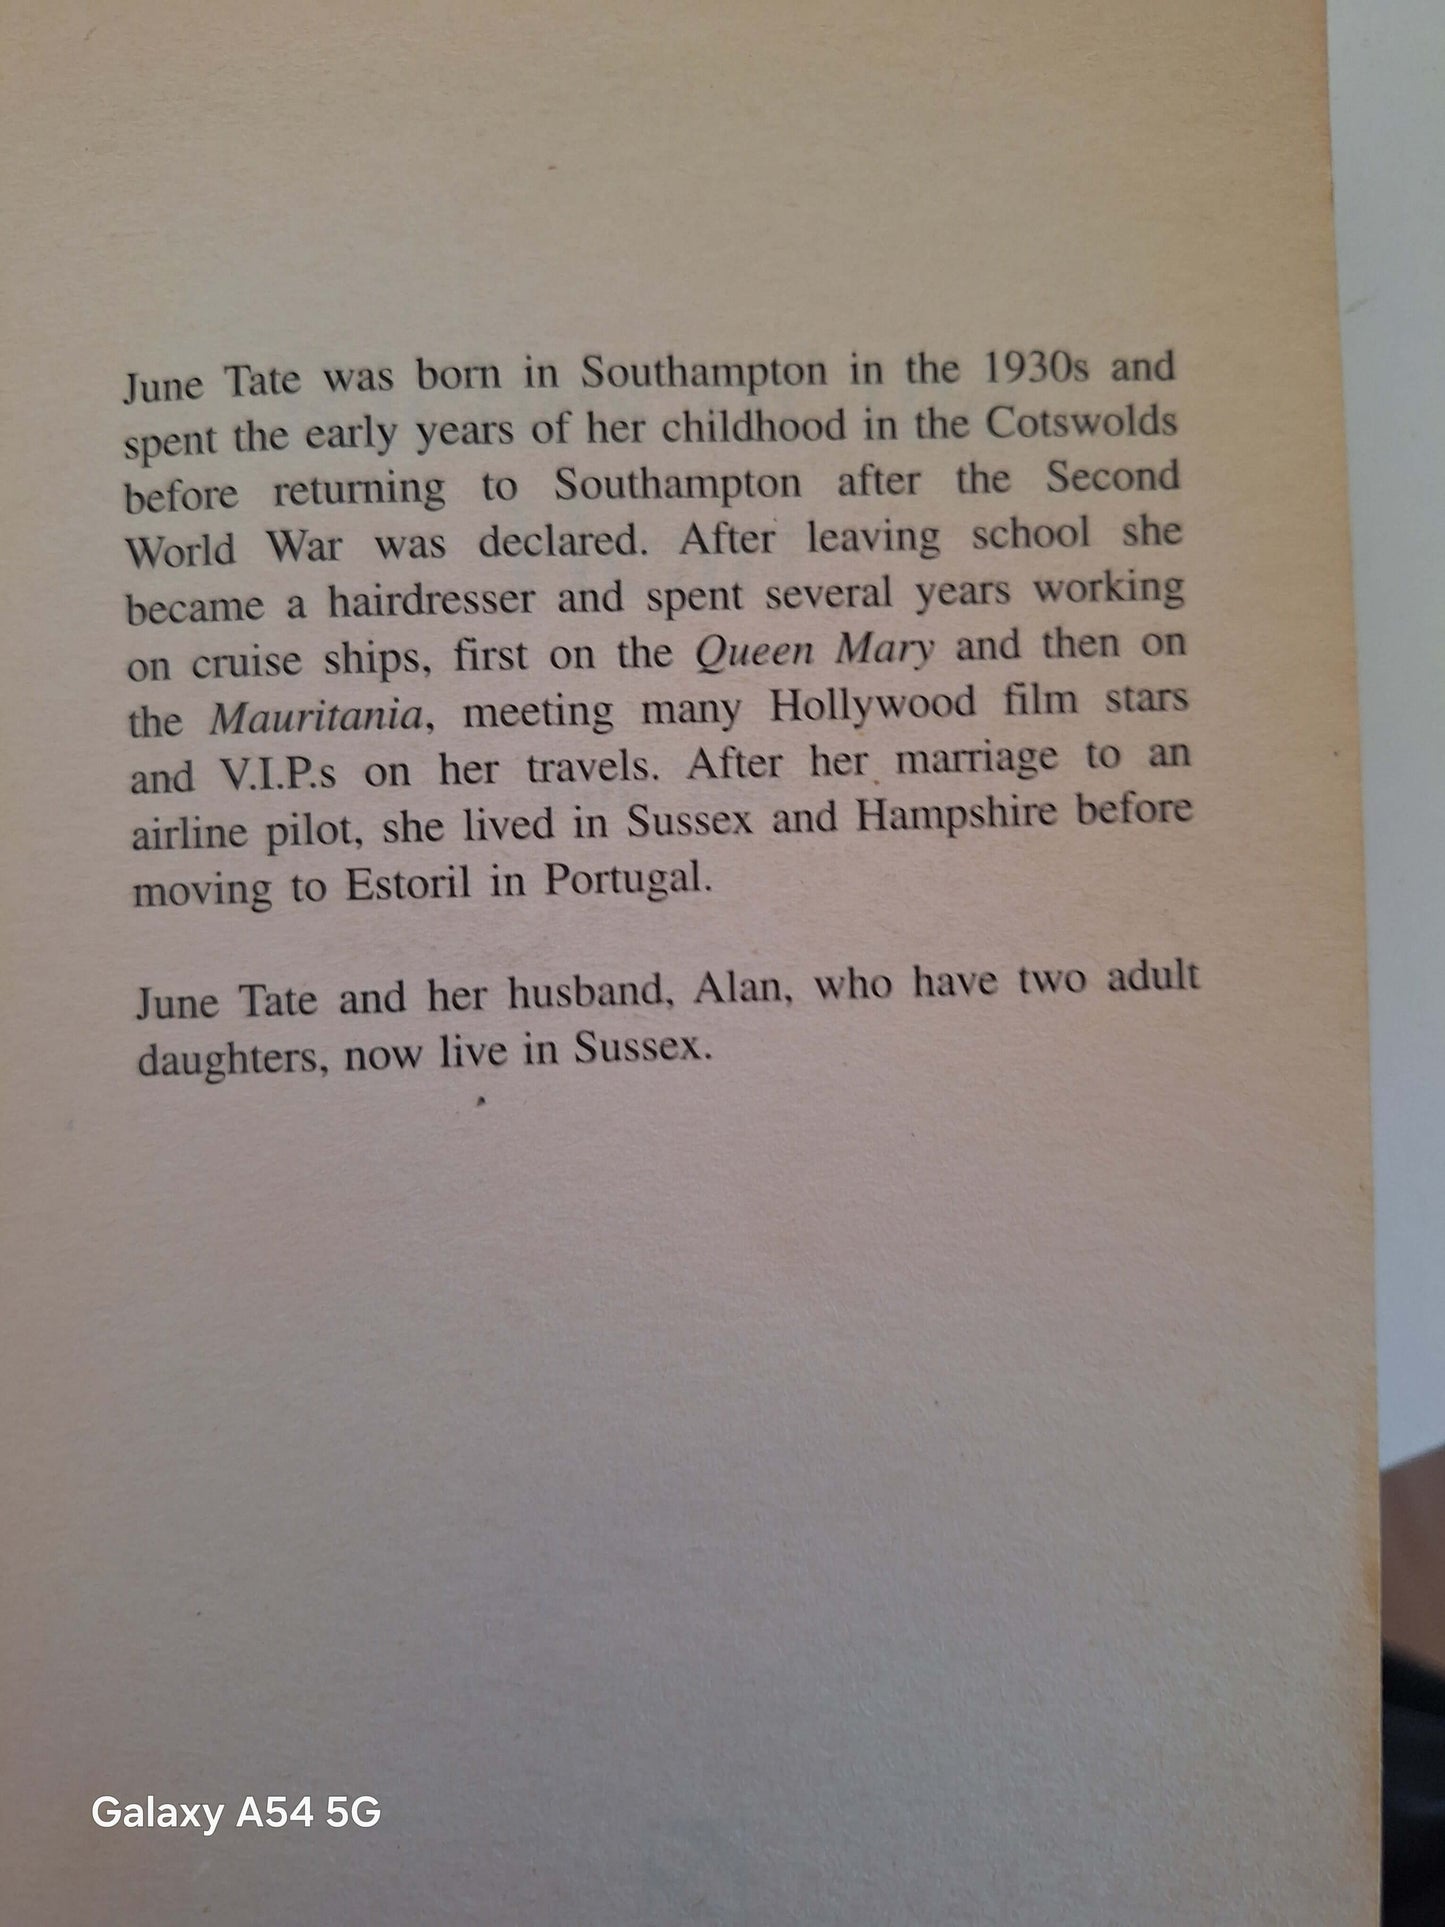 June Tate was born in Southampton in the 1930s and
spent the early years of her childhood in the Cotswolds
before returning to Southampton after the Second
World War was declared. After leaving school she
became a hairdresser and spent several years working
on cruise ships, first on the Queen Mary and then on
the Mauritania, meeting many Hollywood film stars
and V.I.P.s on her travels. After her marriage to an
airline pilot, she lived in Sussex and Hampshire before
moving to Estoril in Portugal.
June Tate and her husband, Alan, who have two adult
daughters, now live in Sussex.
Galaxy A54 5G